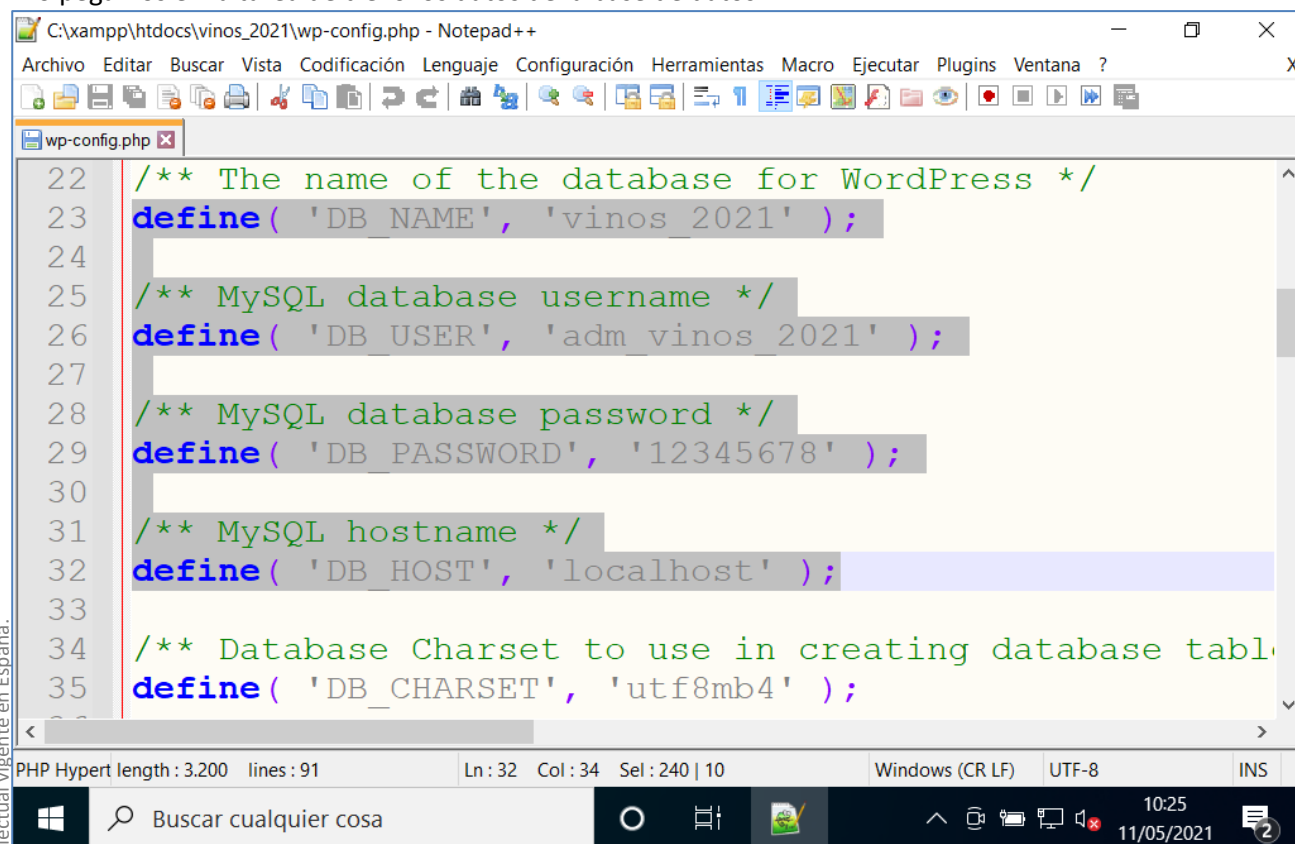 C:\xampp\htdocs\vinos_2021\wp-config.php - Notepad++
Archivo Editar Buscar Vista Codificación Lenguaje Configuración Herramientas Macro Ejecutar Plugins Ventana ? X
wp-config.php
22 /** The name of the database for WordPress */
23 define( 'DB_NAME', 'vinos_2021' );
24
25 /** MySQL database username */
26 define( 'DB_USER', 'adm_vinos_2021' );
27
28 /** MySQL database password */
29 define( 'DB_PASSWORD', '12345678' );
30
31 /** MySQL hostname */
32 define( 'DB_HOST', 'localhost' );
33
34 /** Database Charset to use in creating database tabl
35 define( 'DB_CHARSET', 'utf8mb4' );
PHP Hypert length : 3.200 lines : 91 Ln : 32 Col : 34 Sel : 240 | 10 Windows (CR LF) UTF-8 INS
Buscar cualquier cosa
10:25
11/05/2021
2
lectual vigente en España.